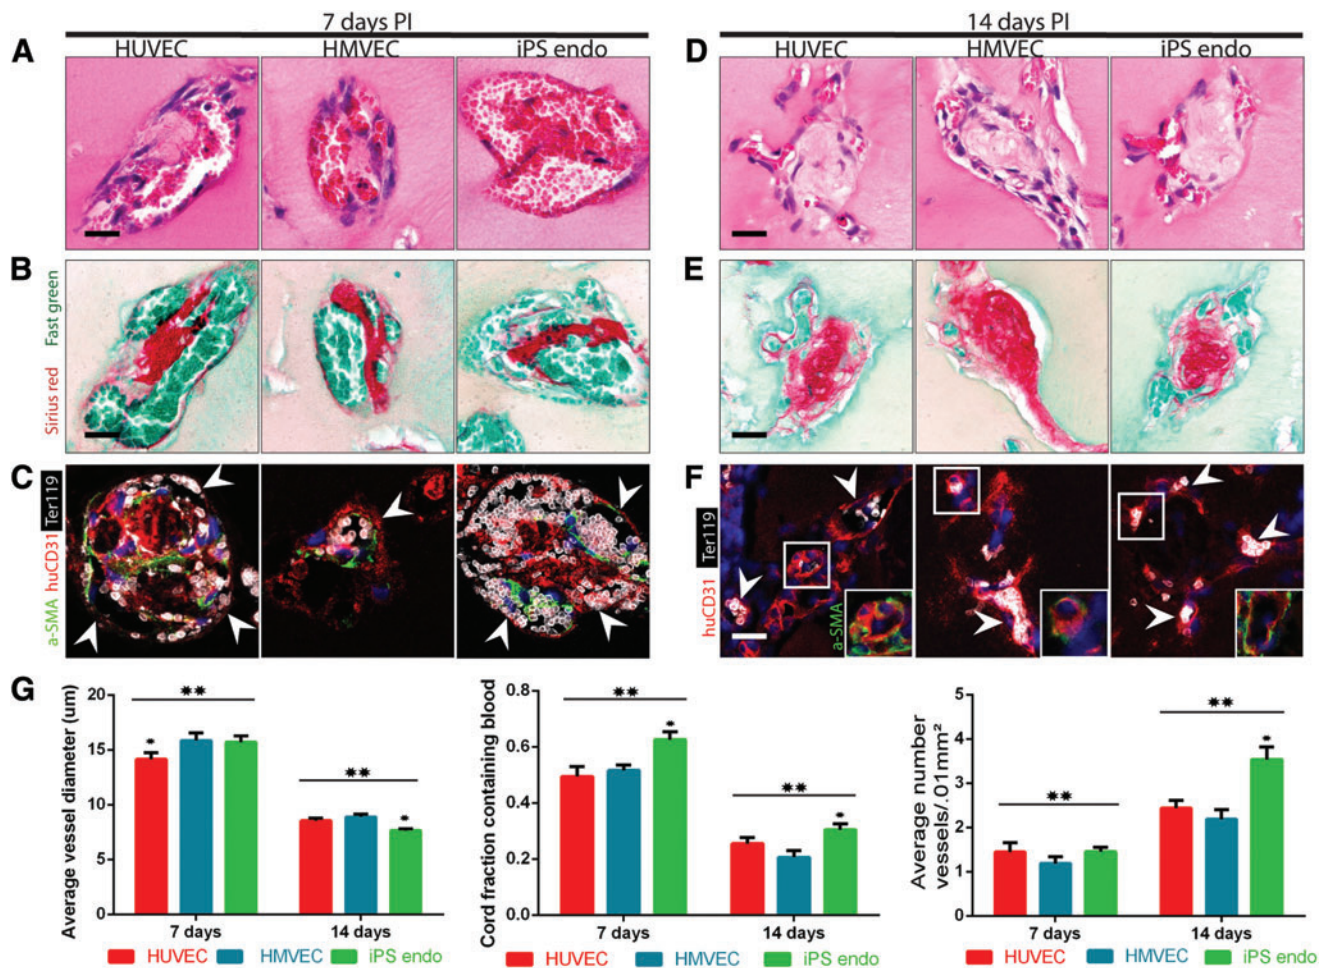 7 days PI
14 days PI
A HUVEC HMVEC iPS endo
D HUVEC HMVEC iPS endo
B
Sirius red Fast green
E
C
a-SMA huCD31 Ter119
F
huCD31 Ter119
a-SMA
G
Average vessel diameter (um)
20
15
10
5
0
**
*
**
*
7 days 14 days
HUVEC HMVEC iPS endo
Cord fraction containing blood
0.8
0.6
0.4
0.2
0.0
**
*
**
*
7 days 14 days
HUVEC HMVEC iPS endo
Average number
vessels/.01mm²
5
4
3
2
1
0
**
**
*
7 days 14 days
HUVEC HMVEC iPS endo